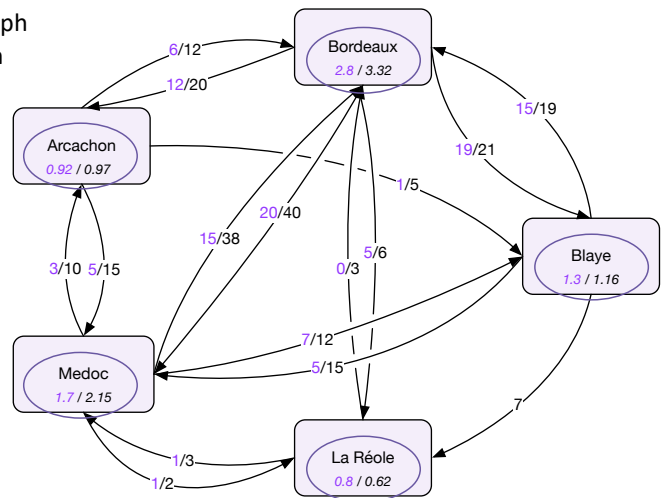 ph
Bordeaux
2.8 / 3.32
6/12
12/20
15/19
19/21
Arcachon
0.92 / 0.97
1/5
20/40
15/38
5/6
0/3
Blaye
1.3 / 1.16
3/10
5/15
7/12
5/15
Medoc
1.7 / 2.15
7
La Réole
0.8 / 0.62
1/3
1/2